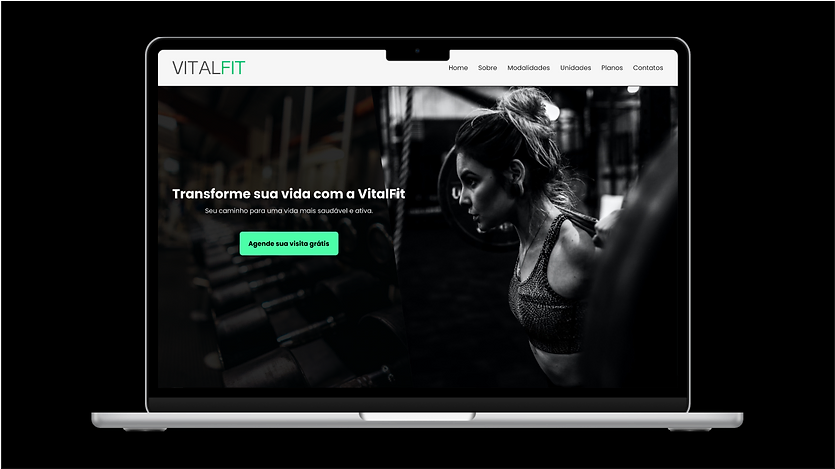 VITALFIT
Home Sobre Modalidades Unidades Planos Contatos
Transforme sua vida com a VitalFit
Seu caminho para uma vida mais saudável e ativa.
Agende sua visita grátis